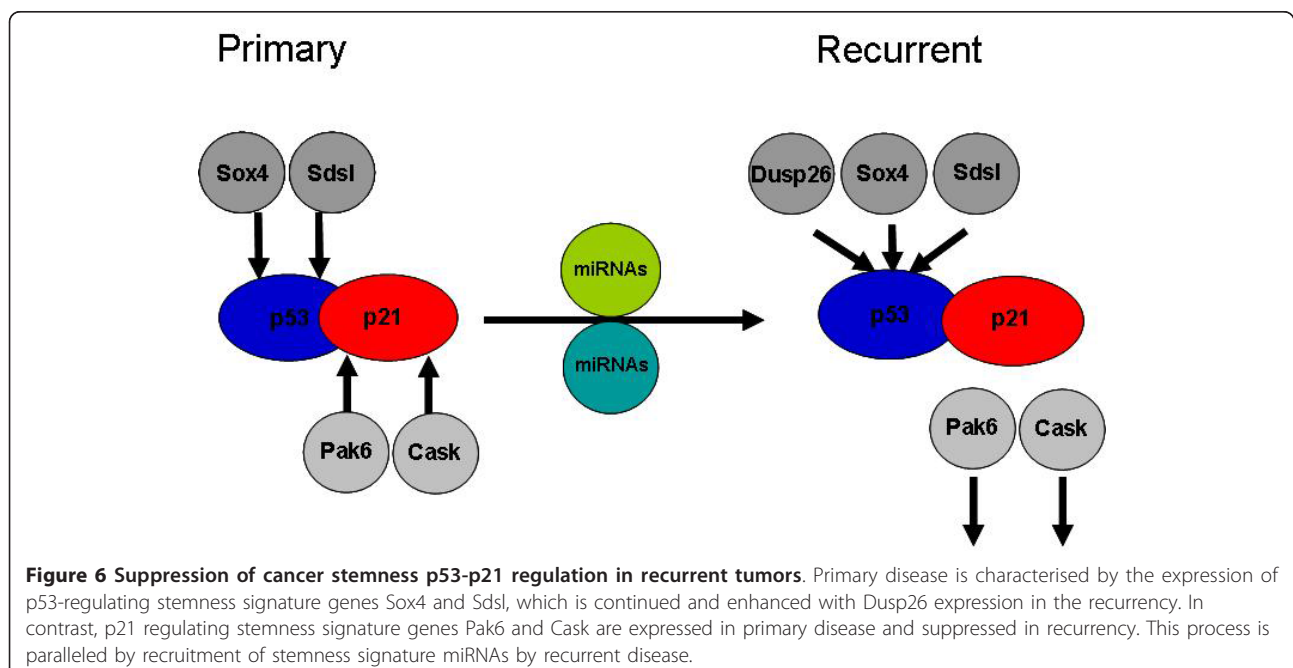 Primary
Recurrent
Sox4
Sdsl
Dusp26
Sox4
Sdsl
p53
p21
miRNAs
miRNAs
p53
p21
Pak6
Cask
Pak6
Cask
Figure 6 Suppression of cancer stemness p53-p21 regulation in recurrent tumors. Primary disease is characterised by the expression of
p53-regulating stemness signature genes Sox4 and Sdsl, which is continued and enhanced with Dusp26 expression in the recurrency. In
contrast, p21 regulating stemness signature genes Pak6 and Cask are expressed in primary disease and suppressed in recurrency. This process is
paralleled by recruitment of stemness signature miRNAs by recurrent disease.